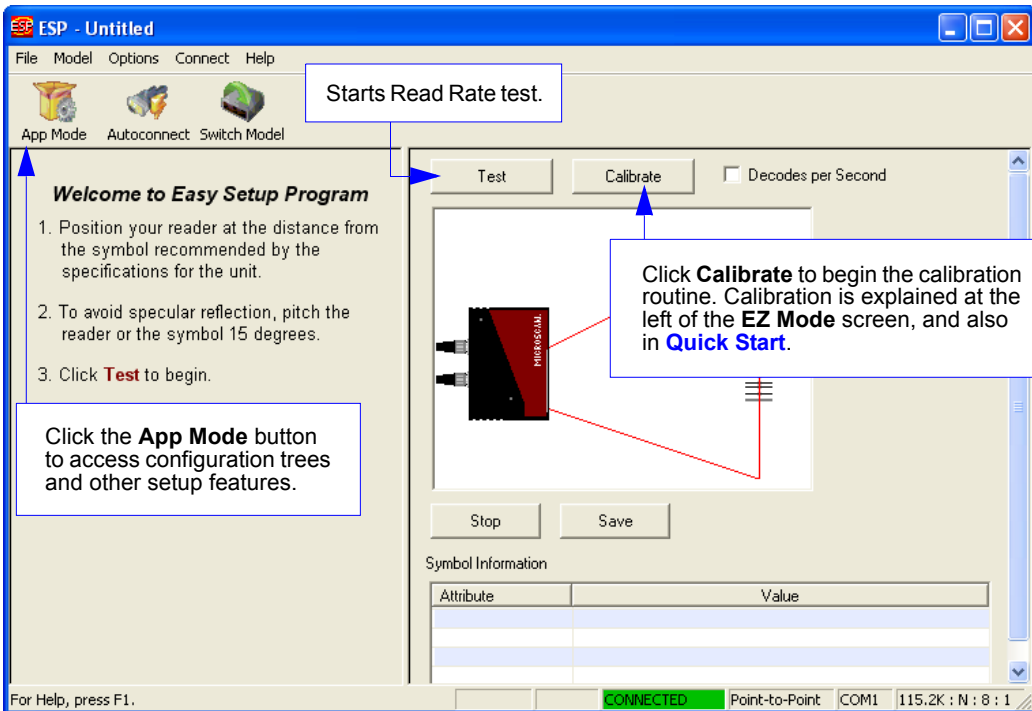 ESP - Untitled
File Model Options Connect Help
App Mode Autoconnect Switch Model
Starts Read Rate test.
Welcome to Easy Setup Program
1. Position your reader at the distance from
the symbol recommended by the
specifications for the unit.
2. To avoid specular reflection, pitch the
reader or the symbol 15 degrees.
3. Click Test to begin.
Click the App Mode button
to access configuration trees
and other setup features.
Test Calibrate Decodes per Second
Click Calibrate to begin the calibration
routine. Calibration is explained at the
left of the EZ Mode screen, and also
in Quick Start.
MICROSCAN.
Stop Save
Symbol Information
Attribute Value
For Help, press F1. CONNECTED Point-to-Point COM1 115.2K : N : 8 : 1